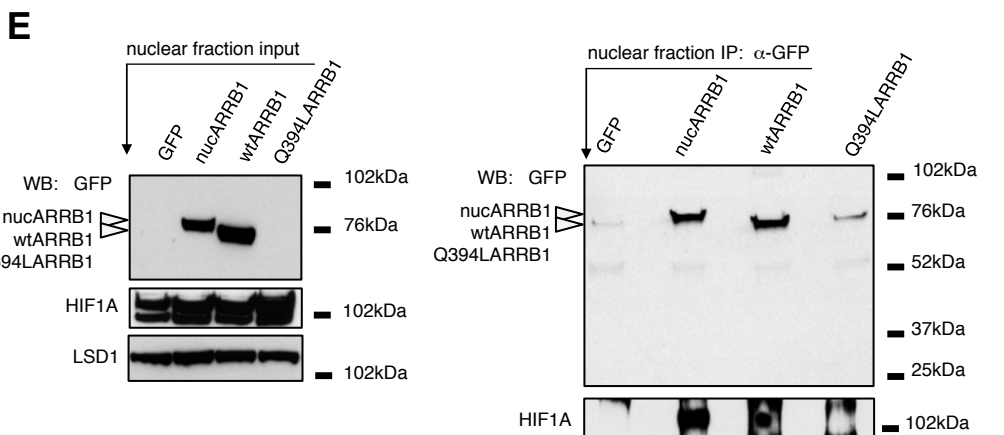 E
nuclear fraction input
GFP
nucARRB1
wtARRB1
Q394LARRB1
WB: GFP
102kDa
nucARRB1
wtARRB1
76kDa
94LARRB1
HIF1A
102kDa
LSD1
102kDa
nuclear fraction IP: α-GFP
GFP
nucARRB1
wtARRB1
Q394LARRB1
WB: GFP
102kDa
nucARRB1
76kDa
wtARRB1
Q394LARRB1
52kDa
37kDa
25kDa
HIF1A
102kDa